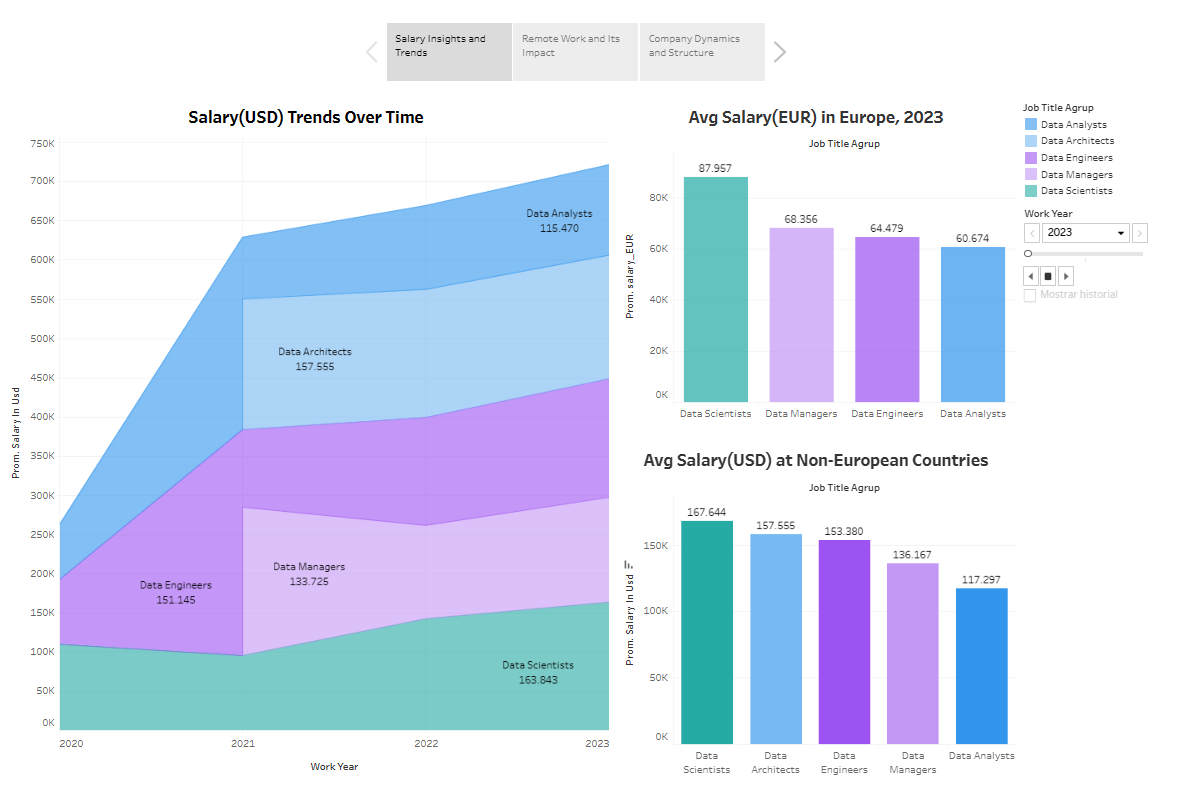 Salary Insights and
Trends
Remote Work and Its
Impact
Company Dynamics
and Structure
Salary(USD) Trends Over Time
750K
700K
650K
600K
550K
500K
450K
400K
350K
300K
250K
200K
150K
100K
50K
0K
Prom. Salary In Usd
Data Analysts
115.470
Data Architects
157.555
Data Engineers
151.145
Data Managers
133.725
Data Scientists
163.843
2020
2021
2022
2023
Work Year
Avg Salary(EUR) in Europe, 2023
Job Title Agrup
Prom. salary_EUR
80K
60K
40K
20K
0K
87.957
68.356
64.479
60.674
Data Scientists
Data Managers
Data Engineers
Data Analysts
Job Title Agrup
Data Analysts
Data Architects
Data Engineers
Data Managers
Data Scientists
Work Year
2023
Mostrar historial
Avg Salary(USD) at Non-European Countries
Job Title Agrup
Prom. Salary In Usd
150K
100K
50K
0K
167.644
157.555
153.380
136.167
117.297
Data
Scientists
Data
Architects
Data
Engineers
Data
Managers
Data Analysts